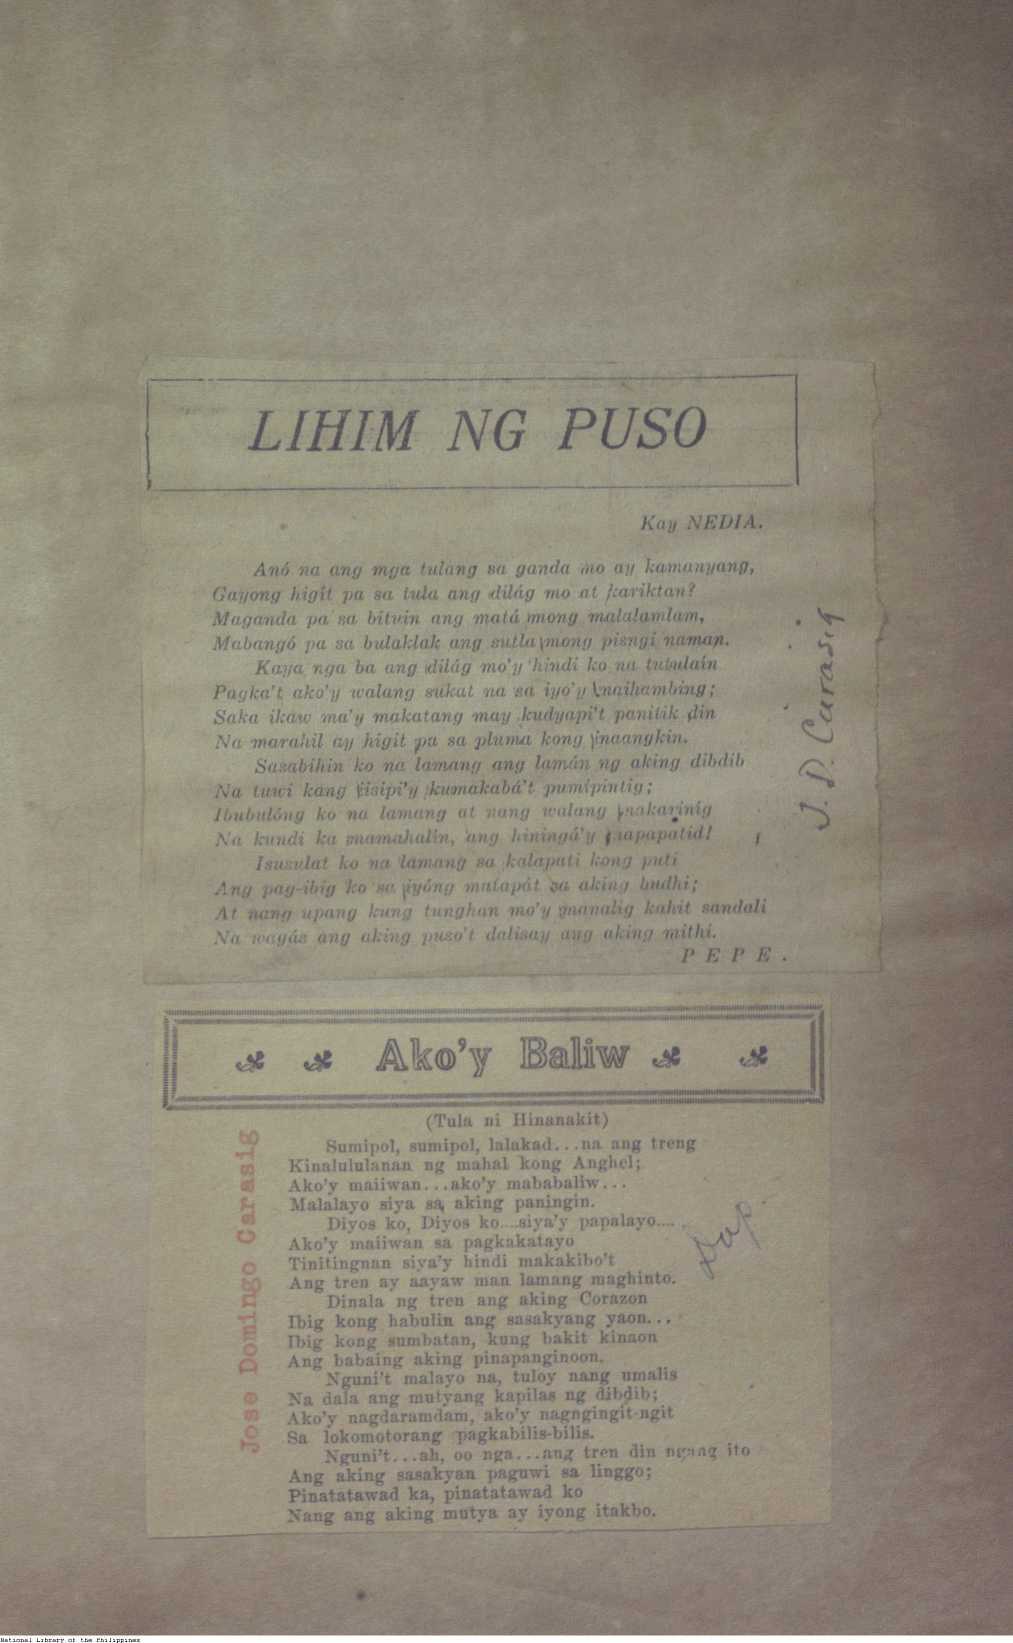 LIHIM NG PUSO
Kay NEDIA.
Anó na ang mga tulang sa ganda mo ay kamanyang,
Gayong higít pa sa tula ang dilág mo at kariktan?
Maganda pa sa bituin ang matá mong malalamlam,
Mabangó pa sa bulaklak ang sutla mong pisngi naman.
Kaya nga ba ang dilág mo'y hindi ko na tutulain
Pagka't ako'y walang sukat na sa iyo'y maihambing;
Saka ikaw ma'y makatang may kudyapi't panitik din
Na marahil ay higit pa sa pluma kong inaangkin.
Sasabihin ko na lamang ang lamán ng aking dibdib
Na tuwi kang iisipi'y kumakabá't pumipintig;
Ibubulóng ko na lamang at nang walang makarinig
Na kundi ka mamahalin, ang hiningá'y mapapatid!
Isusulat ko na lamang sa kalapati kong puti
Ang pag-ibig ko sa iyóng matapát sa aking budhi;
At nang upang kung tunghan mo'y manalig kahit sandali
Na wagás ang aking puso't dalisay ang aking mithi.
PEPE.
J. D. Carasig
Ako'y Baliw
(Tula ni Hinanakit)
Sumipol, sumipol, lalakad...na ang treng
Kinalululanan ng mahal kong Anghel;
Ako'y maiiwan...ako'y mababaliw...
Malalayo siya sa aking paningin.
Diyos ko, Diyos ko....siya'y papalayo....
Ako'y maiiwan sa pagkakatayo
Tinitingnan siya'y hindi makakibo't
Ang tren ay aayaw man lamang maghinto.
Dinala ng tren ang aking Corazon
Ibig kong habulin ang sasakyang yaon...
Ibig kong sumbatan, kung bakit kinaon
Ang babaing aking pinapanginoon.
Nguni't malayo na, tuloy nang umalis
Na dala ang mutyang kapilas ng dibdib;
Ako'y nagdaramdam, ako'y nagngingit-ngit
Sa lokomotorang pagkabilis-bilis.
Nguni't...ah, oo nga...ang tren din ngang ito
Ang aking sasakyan paguwi sa linggo;
Pinatatawad ka, pinatatawad ko
Nang ang aking mutya ay iyong itakbo.
Jose Domingo Carasig
National Library of the Philippines